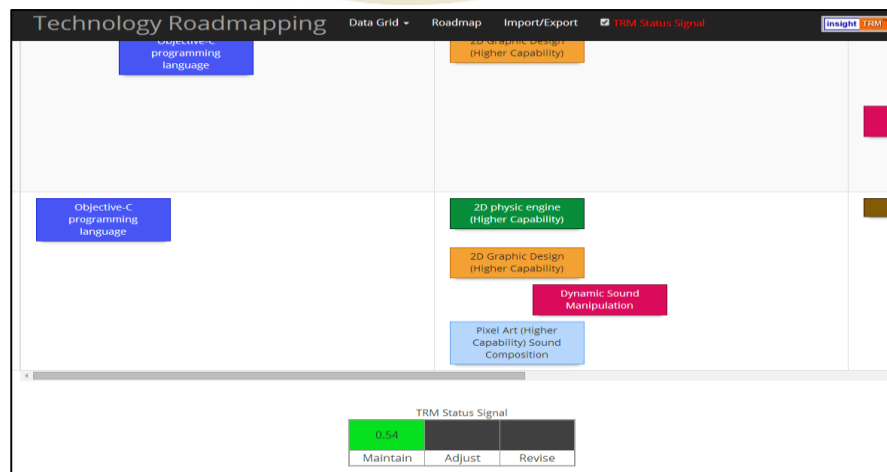 Technology Roadmapping
Data Grid
Roadmap
Import/Export
TRM Status Signal
insight TRM
Objective-C
programming
language
2D Graphic Design
(Higher Capability)
Objective-C
programming
language
2D physic engine
(Higher Capability)
2D Graphic Design
(Higher Capability)
Dynamic Sound
Manipulation
Pixel Art (Higher
Capability) Sound
Composition
TRM Status Signal
0.54
Maintain
Adjust
Revise